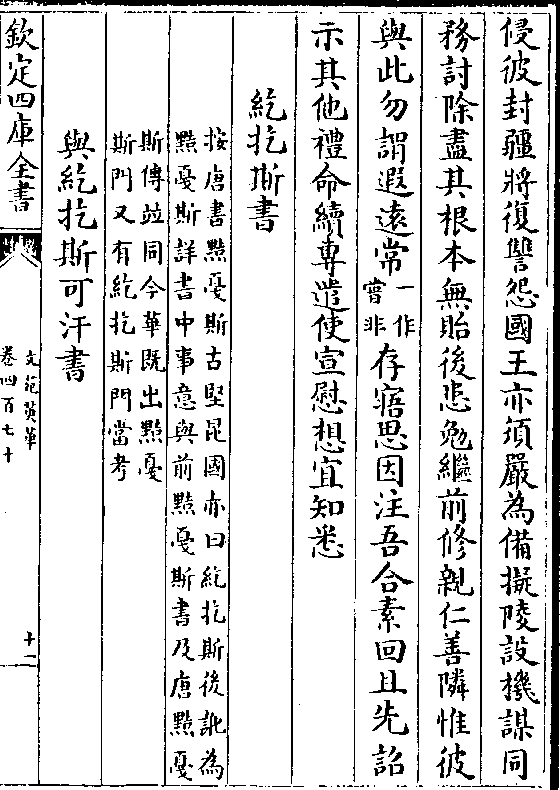 侵彼封疆將復讐怨國王亦須嚴為備擬陵設機謀同
務討除盡其根本無貽後悲勉繼前修親仁善隣惟彼
與此勿謂遐遠常一作嘗非存寤思因注吾合素回且先詔
示其他禮命續專遣使宣慰想宜知悉
紇扢斯書
按唐書黠戞斯古堅昆國亦曰紇扢斯後訛為
黠戞斯詳書中事意與前黠戞斯書及唐黠戞
斯傳並同今華既出黠戞
斯門又有紇扢斯門當考
與紇扢斯可汗書
欽定四庫全書
文苑英華
卷四百七十
十一